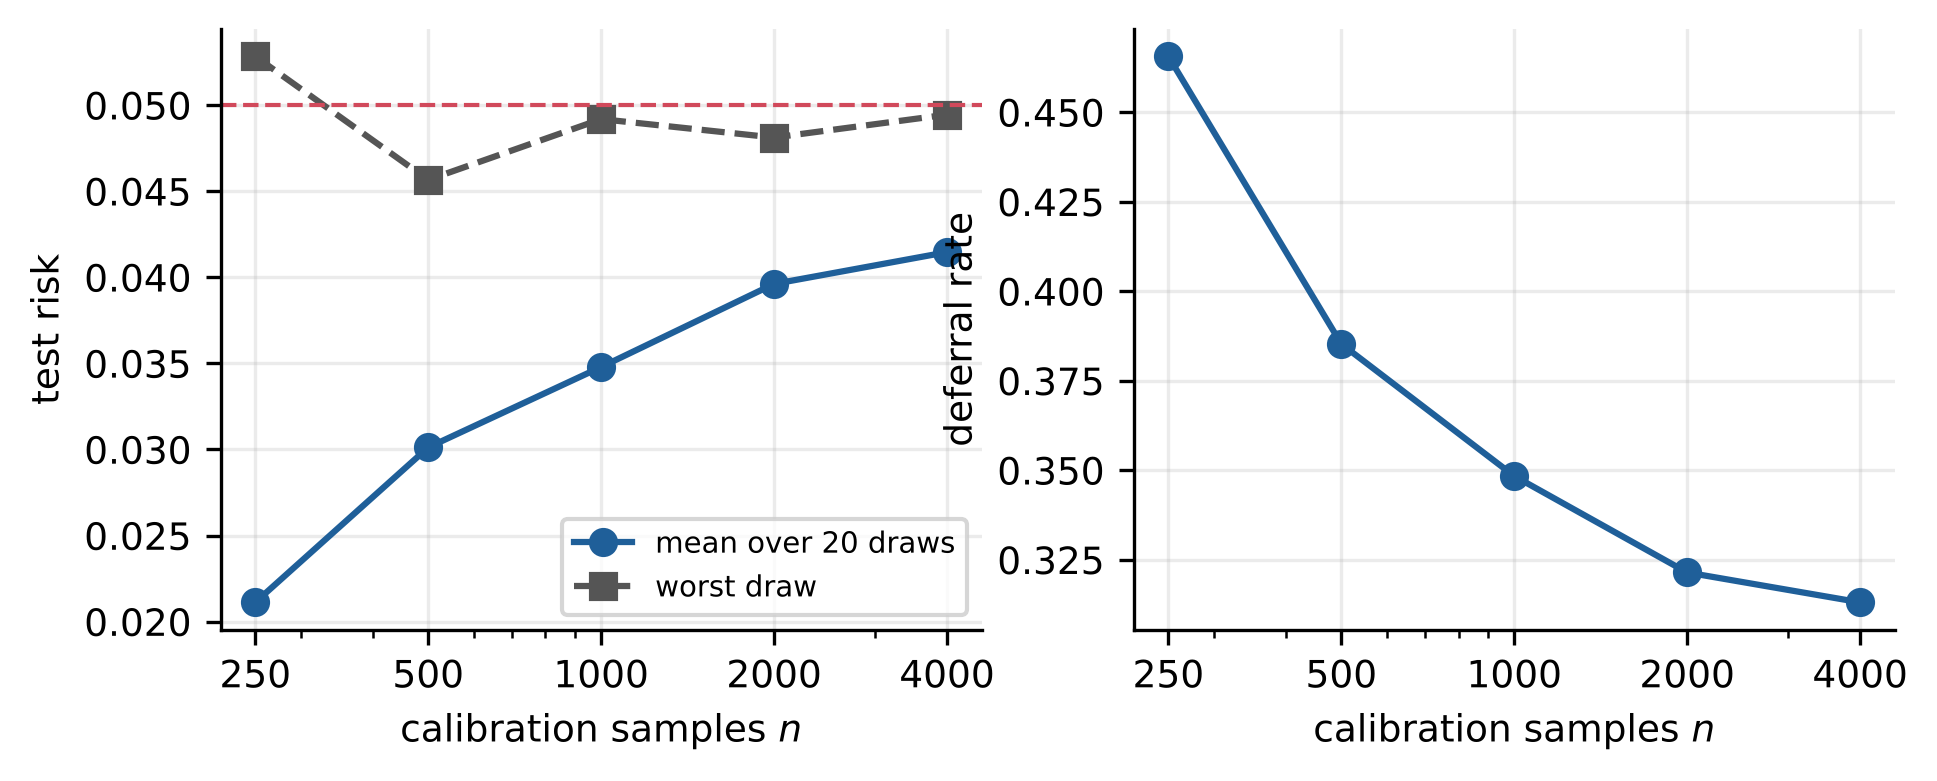 test risk
0.050
0.045
0.040
0.035
0.030
0.025
0.020
mean over 20 draws
worst draw
250 500 1000 2000 4000
calibration samples n
deferral rate
0.450
0.425
0.400
0.375
0.350
0.325
250 500 1000 2000 4000
calibration samples n